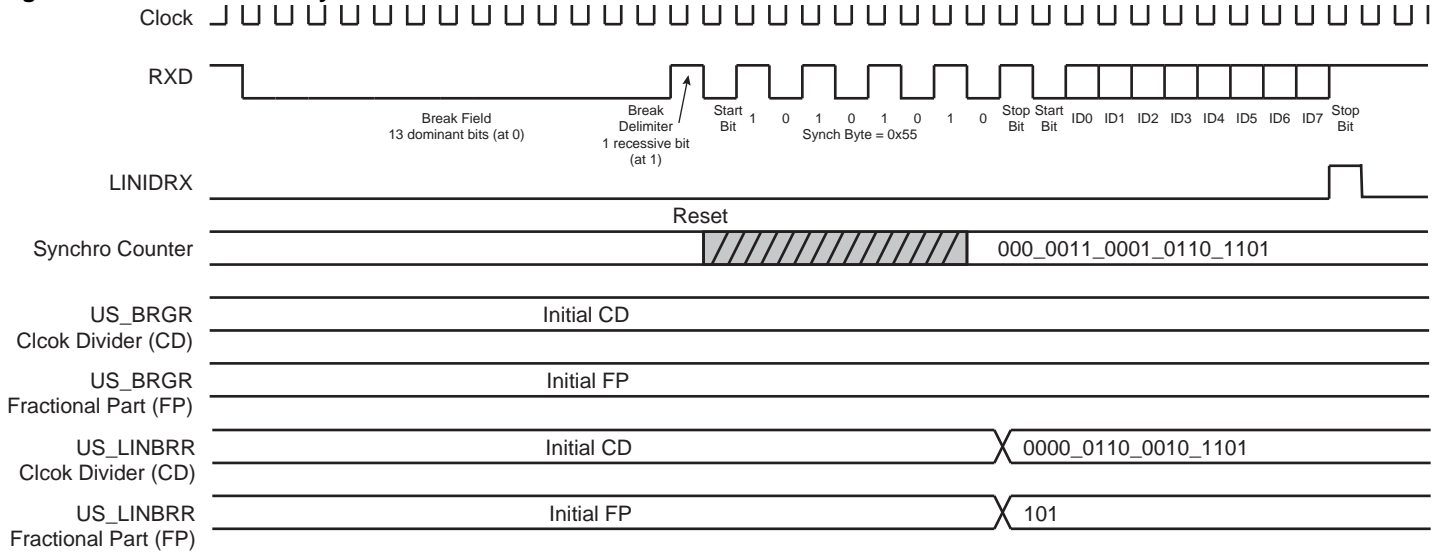 Clock
RXD
Break Field
13 dominant bits (at 0)
Break
Delimiter
1 recessive bit
(at 1)
Start
Bit
1 0 1 0 1 0 1 0
Synch Byte = 0x55
Stop
Bit
Start
Bit
ID0 ID1 ID2 ID3 ID4 ID5 ID6 ID7
Stop
Bit
LINIDRX
Reset
Synchro Counter
000_0011_0001_0110_1101
US_BRGR
Clcok Divider (CD)
Initial CD
US_BRGR
Fractional Part (FP)
Initial FP
US_LINBRR
Clcok Divider (CD)
Initial CD
0000_0110_0010_1101
US_LINBRR
Fractional Part (FP)
Initial FP
101